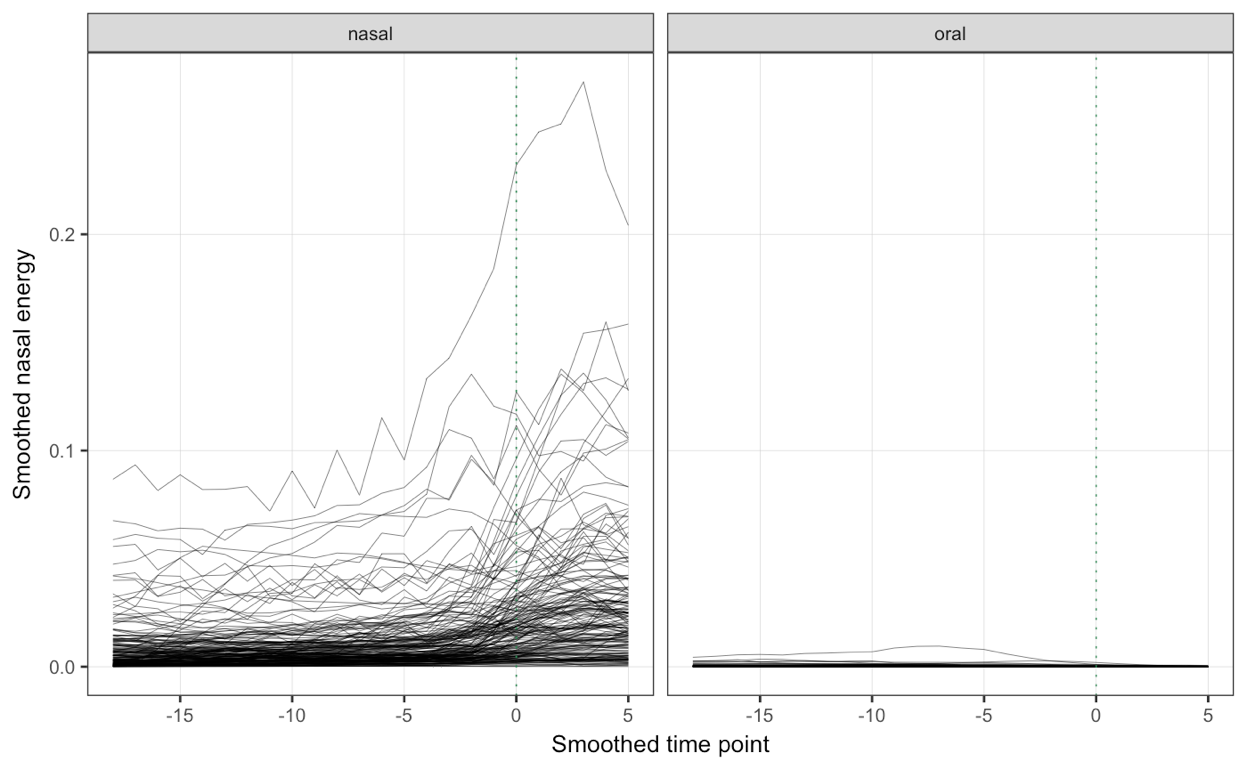 nasal oral
Smoothed nasal energy
0.2
0.1
0.0
-15 -10 -5 0 5 -15 -10 -5 0 5
Smoothed time point